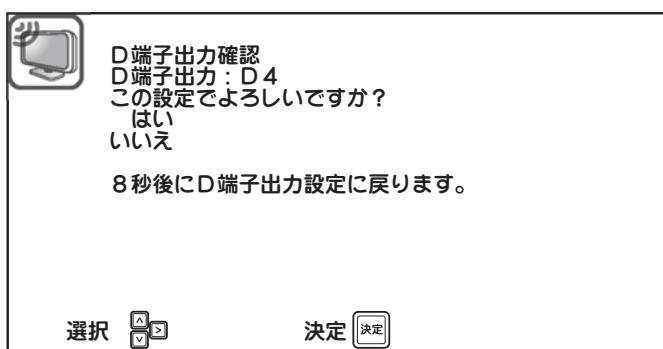 D端子出力確認
D端子出力：D4
この設定でよろしいですか？
はい
いいえ
8秒後にD端子出力設定に戻ります。
選択 決定 決定